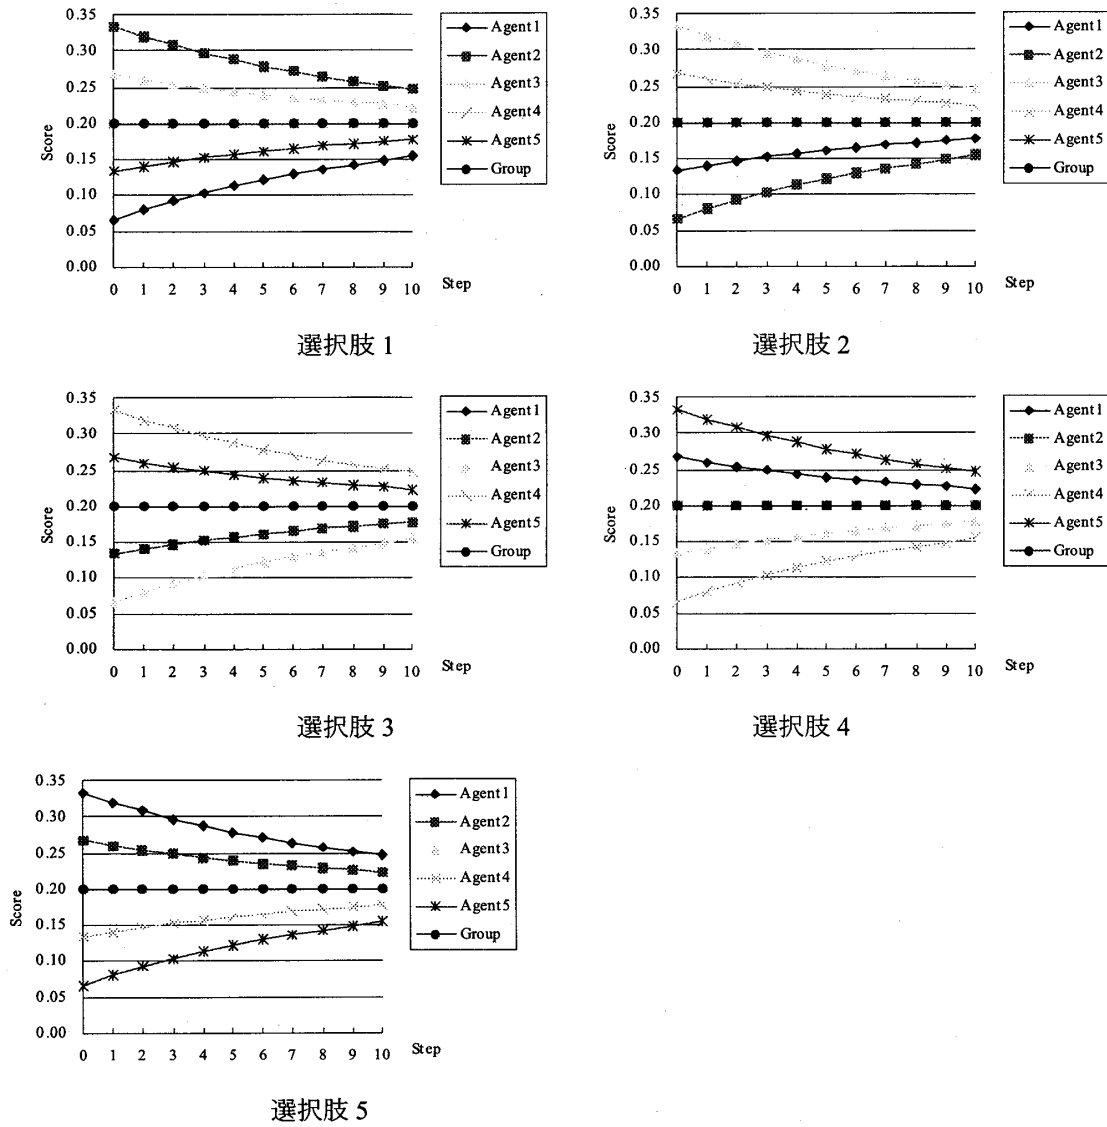 0.35
0.30
0.25
0.20
0.15
0.10
0.05
0.00
Score
0 1 2 3 4 5 6 7 8 9 10
Step
Agent1
Agent2
Agent3
Agent4
Agent5
Group
選択肢 1
0.35
0.30
0.25
0.20
0.15
0.10
0.05
0.00
Score
0 1 2 3 4 5 6 7 8 9 10
Step
Agent1
Agent2
Agent3
Agent4
Agent5
Group
選択肢 2
0.35
0.30
0.25
0.20
0.15
0.10
0.05
0.00
Score
0 1 2 3 4 5 6 7 8 9 10
Step
Agent1
Agent2
Agent3
Agent4
Agent5
Group
選択肢 3
0.35
0.30
0.25
0.20
0.15
0.10
0.05
0.00
Score
0 1 2 3 4 5 6 7 8 9 10
Step
Agent1
Agent2
Agent3
Agent4
Agent5
Group
選択肢 4
0.35
0.30
0.25
0.20
0.15
0.10
0.05
0.00
Score
0 1 2 3 4 5 6 7 8 9 10
Step
Agent1
Agent2
Agent3
Agent4
Agent5
Group
選択肢 5